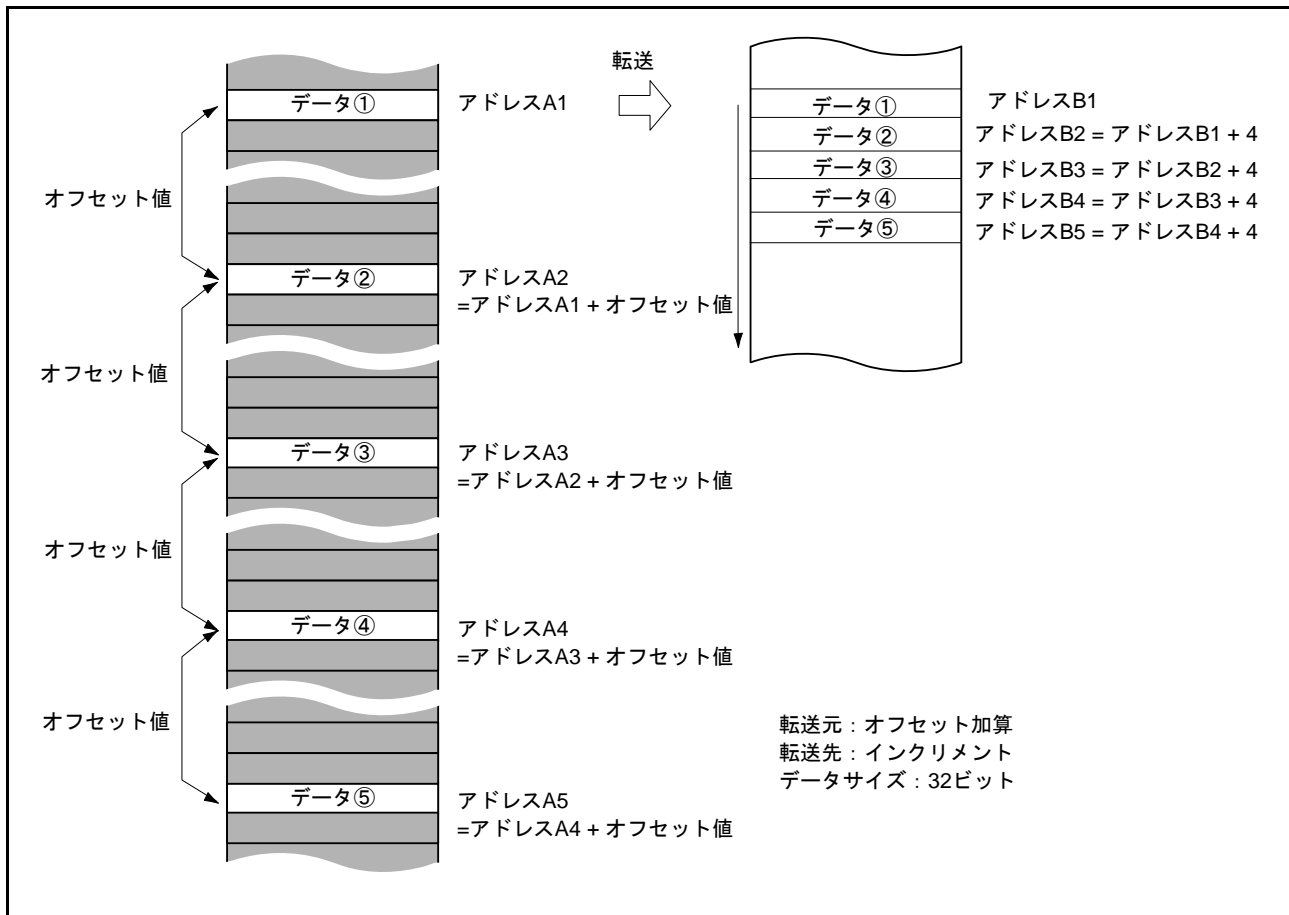 転送
データ①
アドレスA1
データ①
アドレスB1
データ②
アドレスB2 = アドレスB1 + 4
データ③
アドレスB3 = アドレスB2 + 4
データ④
アドレスB4 = アドレスB3 + 4
データ⑤
アドレスB5 = アドレスB4 + 4
オフセット値
データ②
アドレスA2
=アドレスA1 + オフセット値
オフセット値
データ③
アドレスA3
=アドレスA2 + オフセット値
オフセット値
データ④
アドレスA4
=アドレスA3 + オフセット値
オフセット値
データ⑤
アドレスA5
=アドレスA4 + オフセット値
転送元：オフセット加算
転送先：インクリメント
データサイズ：32ビット